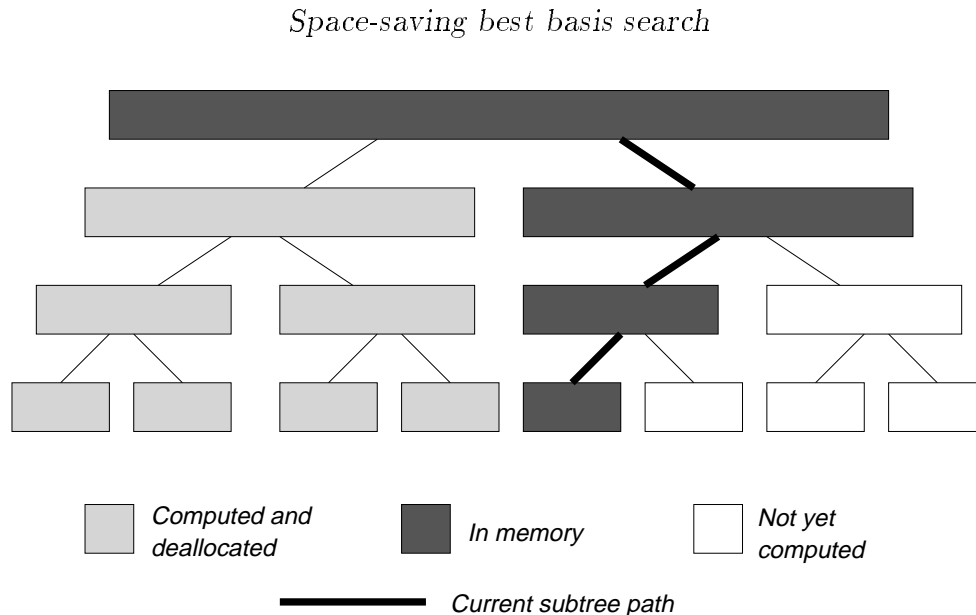 Space-saving best basis search
Computed and
deallocated
In memory
Not yet
computed
Current subtree path